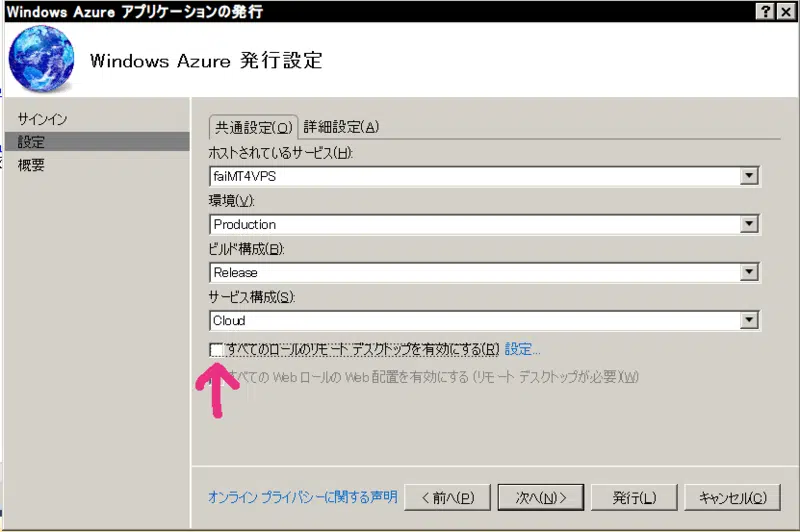 Windows Azure アプリケーションの発行
Windows Azure 発行設定
サインイン
設定
概要
共通設定(O) 詳細設定(A)
ホストされているサービス(H):
faiMT4VPS
環境(V):
Production
ビルド構成(B):
Release
サービス構成(S):
Cloud
すべてのロールのリモート デスクトップを有効にする(R) 設定...
すべての Web ロールの Web 配置を有効にする (リモート デスクトップが必要)(W)
オンライン プライバシーに関する声明 < 前へ(P) 次へ(N) > 発行(L) キャンセル(C)